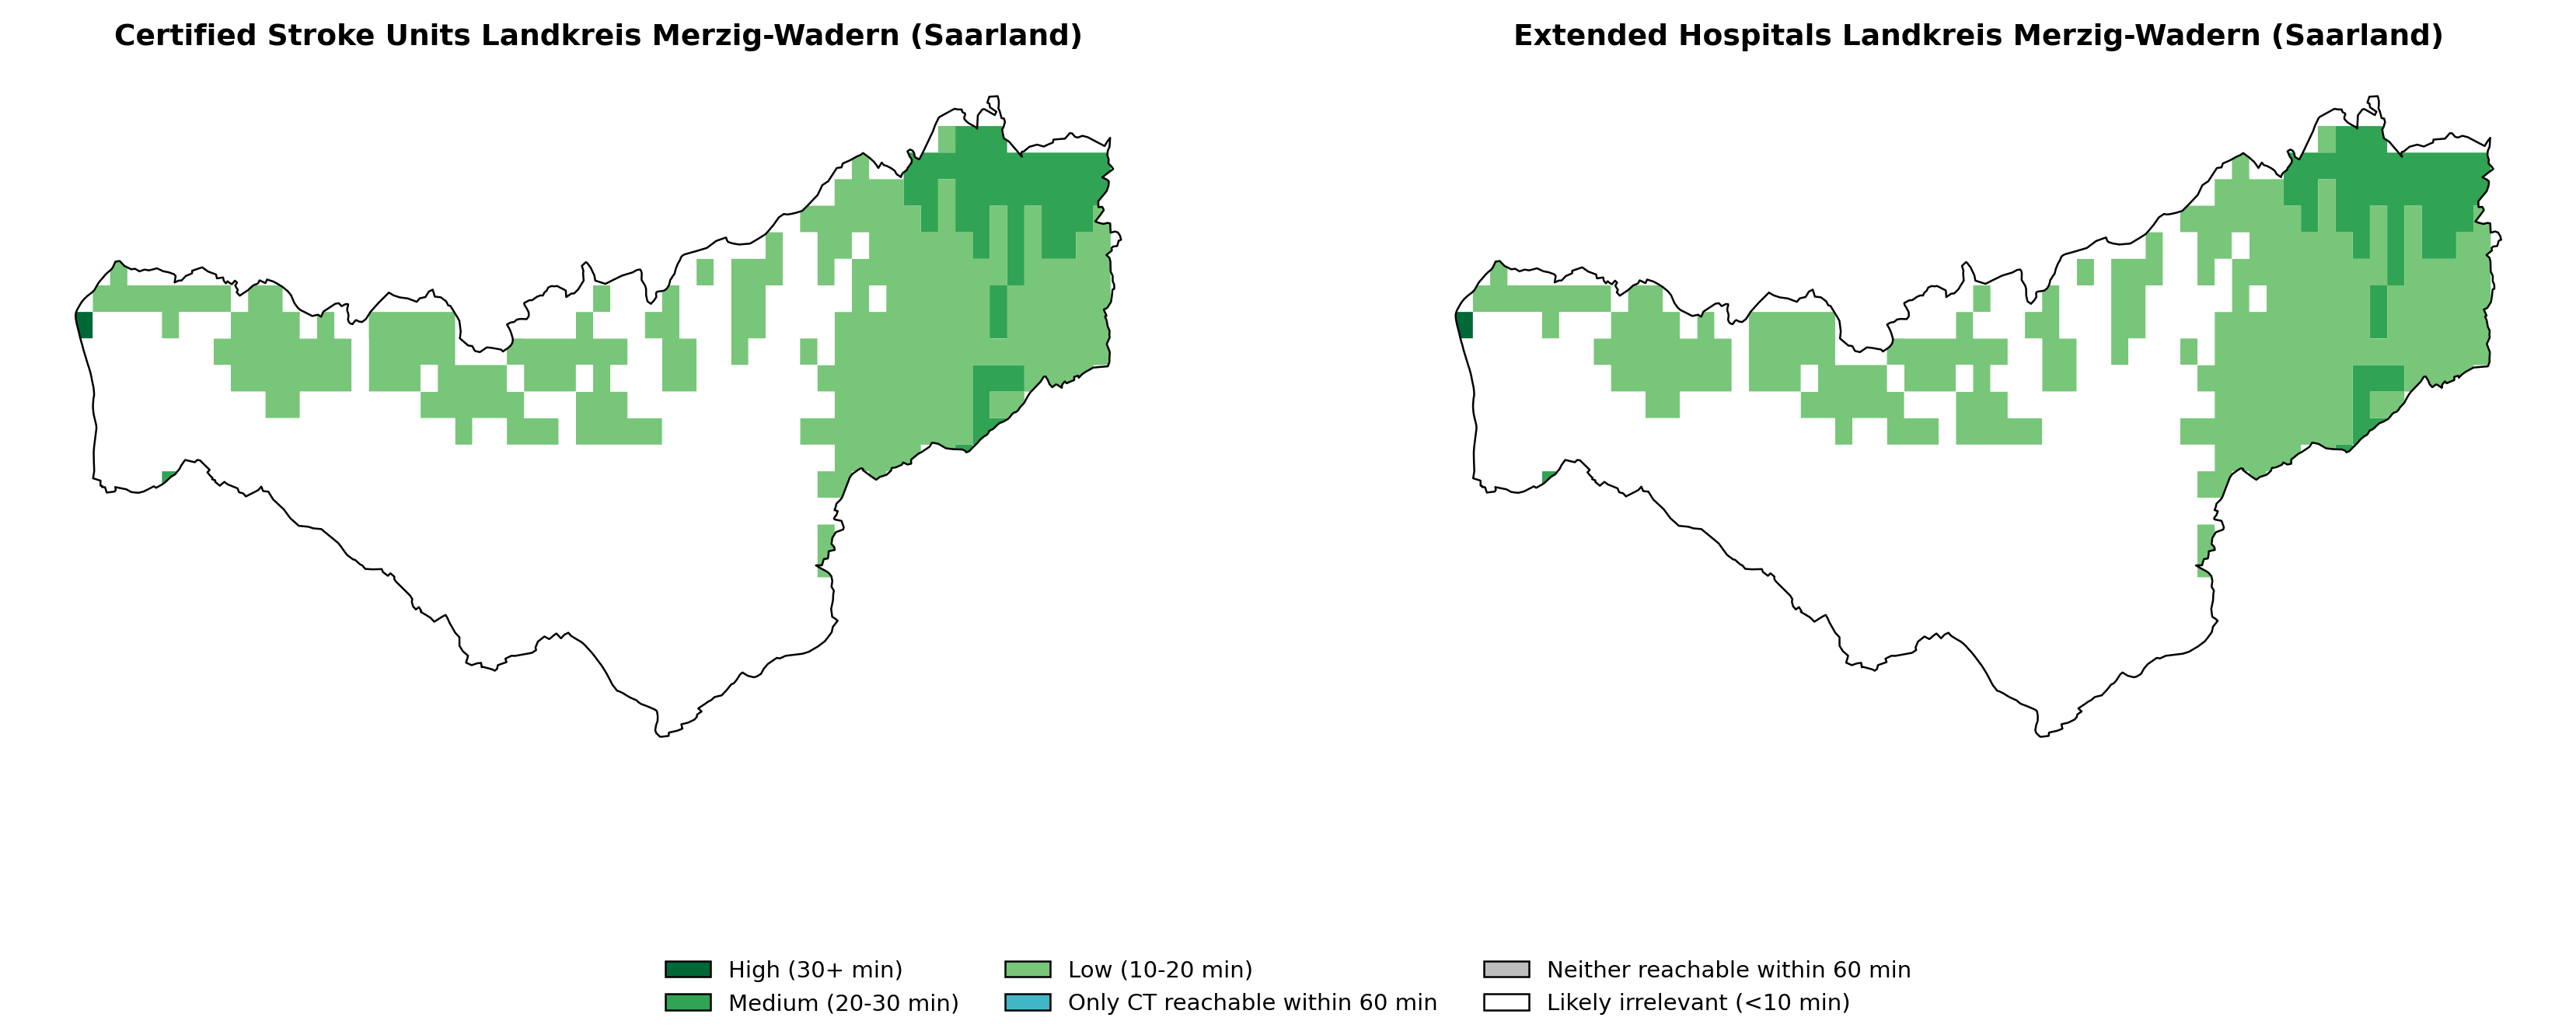 Certified Stroke Units Landkreis Merzig-Wadern (Saarland)
Extended Hospitals Landkreis Merzig-Wadern (Saarland)
High (30+ min)
Medium (20-30 min)
Low (10-20 min)
Only CT reachable within 60 min
Neither reachable within 60 min
Likely irrelevant (<10 min)